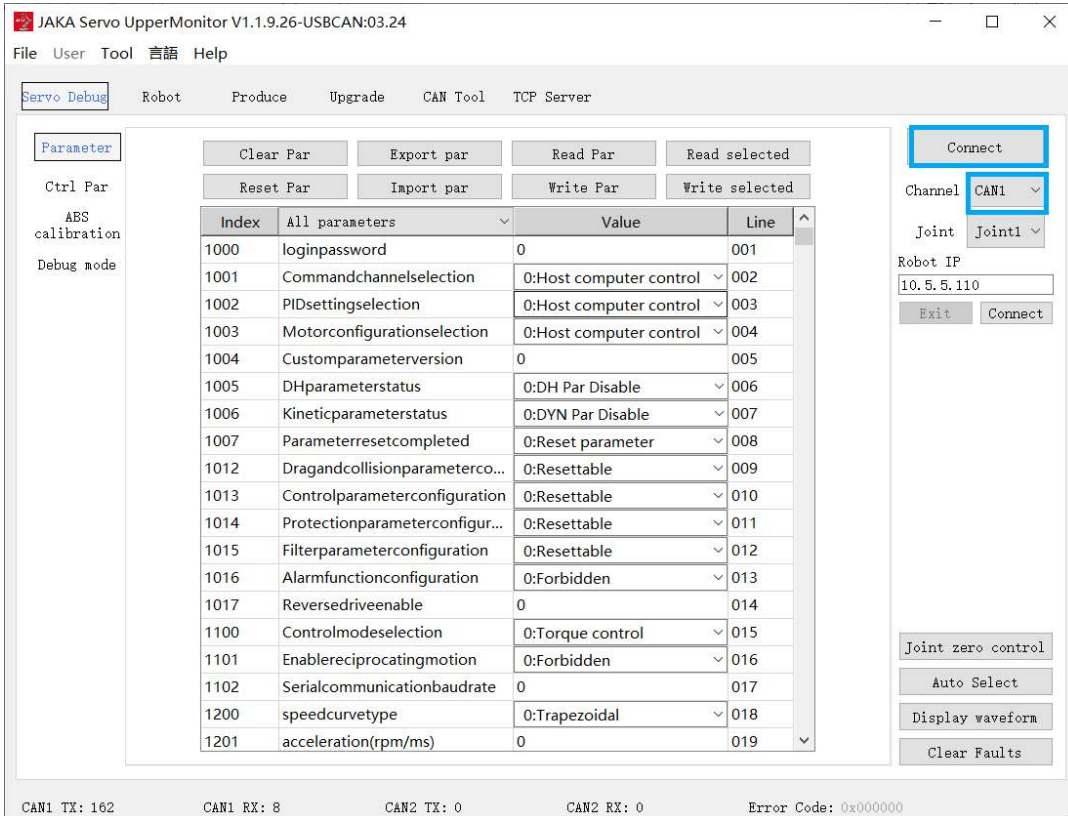 JAKA Servo UpperMonitor V1.1.9.26-USBCAN:03.24
File User Tool 言語 Help
Servo Debug Robot Produce Upgrade CAN Tool TCP Server
Parameter
Ctrl Par
ABS
calibration
Debug mode
Clear Par Export par Read Par Read selected
Reset Par Import par Write Par Write selected
Index All parameters Value Line
1000 loginpassword 0 001
1001 Commandchannelselection 0:Host computer control 002
1002 PIDsettingselection 0:Host computer control 003
1003 Motorconfigurationselection 0:Host computer control 004
1004 Customparameterversion 0 005
1005 DHparameterstatus 0:DH Par Disable 006
1006 Kineticparameterstatus 0:DYN Par Disable 007
1007 Parameterresetcompleted 0:Reset parameter 008
1012 Dragandcollisionparameterco... 0:Resettable 009
1013 Controlparameterconfiguration 0:Resettable 010
1014 Protectionparameterconfigur... 0:Resettable 011
1015 Filterparameterconfiguration 0:Resettable 012
1016 Alarmfunctionconfiguration 0:Forbidden 013
1017 Reversedriveenable 0 014
1100 Controlmodeselection 0:Torque control 015
1101 Enablereciprocatingmotion 0:Forbidden 016
1102 Serialcommunicationbaudrate 0 017
1200 speedcurvetype 0:Trapezoidal 018
1201 acceleration(rpm/ms) 0 019
Connect
Channel CAN1
Joint Joint1
Robot IP
10.5.5.110
Exit Connect
Joint zero control
Auto Select
Display waveform
Clear Faults
CAN1 TX: 162 CAN1 RX: 8 CAN2 TX: 0 CAN2 RX: 0 Error Code: 0x000000